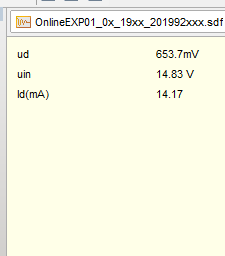 OnlineEXP01_0x_19xx_201992xxx.sdf
ud 653.7mV
uin 14.83 V
Id(mA) 14.17